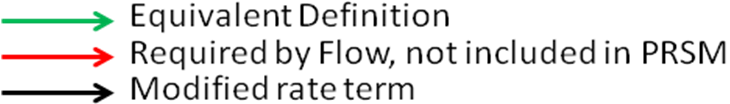 Equivalent Definition
Required by Flow, not included in PRSM
Modified rate term